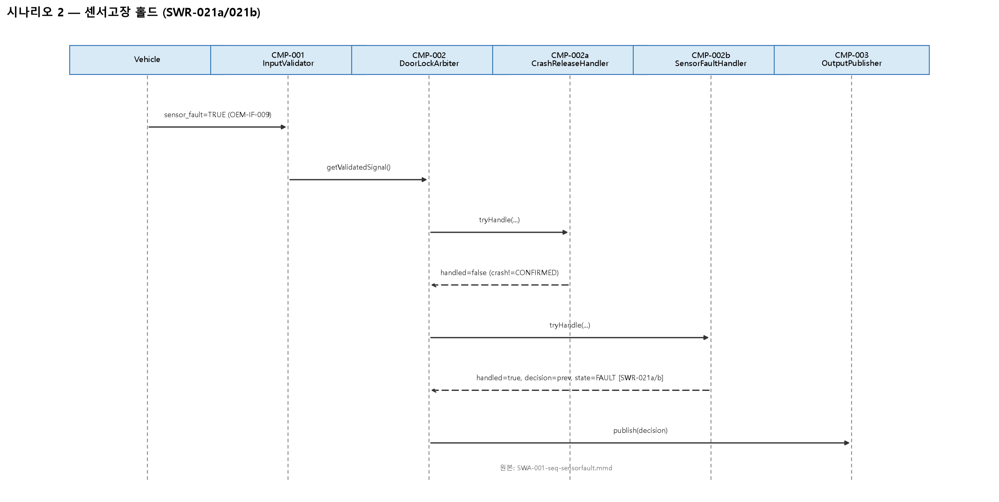 시나리오 2 — 센서고장 홀드 (SWR-021a/021b)
Vehicle
CMP-001
InputValidator
CMP-002
DoorLockArbiter
CMP-002a
CrashReleaseHandler
CMP-002b
SensorFaultHandler
CMP-003
OutputPublisher
sensor_fault=TRUE (OEM-IF-009)
getValidatedSignal()
tryHandle(...)
handled=false (crash!=CONFIRMED)
tryHandle(...)
handled=true, decision=prev, state=FAULT [SWR-021a/b]
publish(decision)
원본: SWA-001-seq-sensorfault.mmd